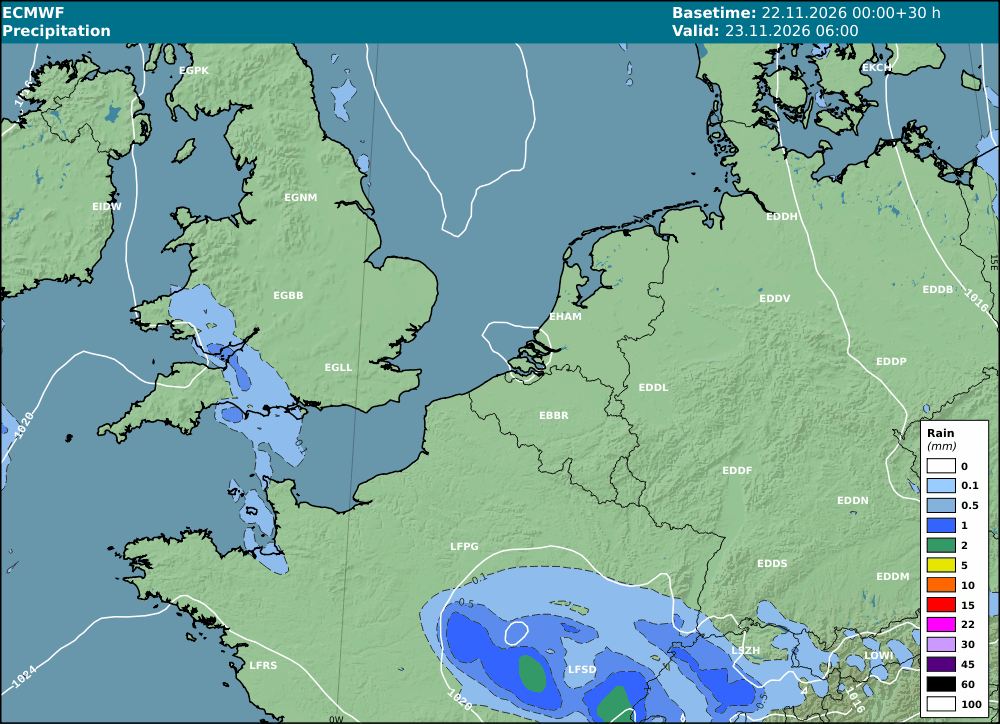 ECMWF
Precipitation
Basetime: 22.11.2026 00:00+30 h
Valid: 23.11.2026 06:00
EGPK
EKCH
EGNM
EIDW
EDDH
15E
EGBB
EDDV
EDDB
1016
EHAM
EGLL
EDDP
EDDL
EBBR
1020
EDDF
EDDN
LFPG
EDDS
EDDM
0.1
0.5
LSZH
LOWI
LFRS
LFSD
1024
1020
1016
0.5
0W
Rain
(mm)
0
0.1
0.5
1
2
5
10
15
22
30
45
60
100